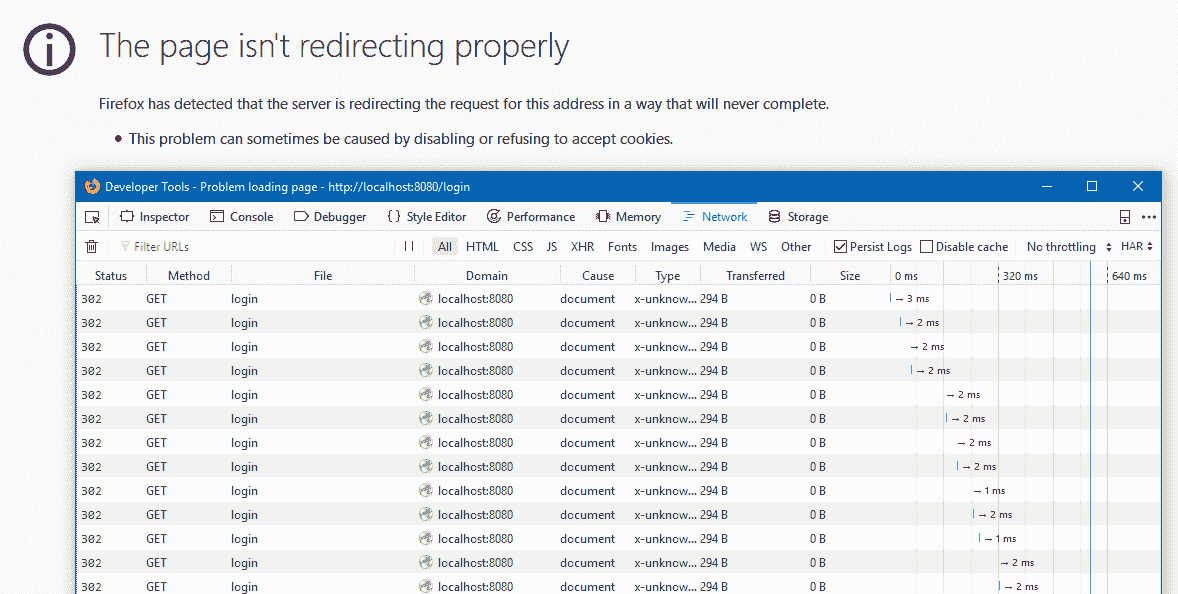 The page isn't redirecting properly
Firefox has detected that the server is redirecting the request for this address in a way that will never complete.
• This problem can sometimes be caused by disabling or refusing to accept cookies.
Developer Tools - Problem loading page - http://localhost:8080/login
Inspector Console Debugger {} Style Editor Performance Memory Network Storage
Filter URLs All HTML CSS JS XHR Fonts Images Media WS Other Persist Logs Disable cache No throttling HAR
Status Method File Domain Cause Type Transferred Size 0 ms 320 ms 640 ms
302 GET login localhost:8080 document x-unknow... 294 B 0 B → 3 ms
302 GET login localhost:8080 document x-unknow... 294 B 0 B → 2 ms
302 GET login localhost:8080 document x-unknow... 294 B 0 B → 2 ms
302 GET login localhost:8080 document x-unknow... 294 B 0 B → 2 ms
302 GET login localhost:8080 document x-unknow... 294 B 0 B → 2 ms
302 GET login localhost:8080 document x-unknow... 294 B 0 B → 2 ms
302 GET login localhost:8080 document x-unknow... 294 B 0 B → 2 ms
302 GET login localhost:8080 document x-unknow... 294 B 0 B → 2 ms
302 GET login localhost:8080 document x-unknow... 294 B 0 B → 1 ms
302 GET login localhost:8080 document x-unknow... 294 B 0 B → 2 ms
302 GET login localhost:8080 document x-unknow... 294 B 0 B → 1 ms
302 GET login localhost:8080 document x-unknow... 294 B 0 B → 2 ms
302 GET login localhost:8080 document x-unknow... 294 B 0 B → 2 ms